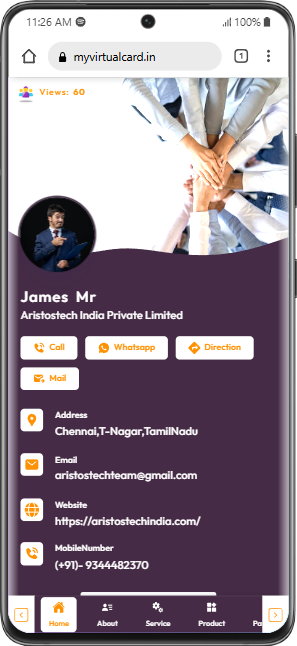 11:26 AM
100%
myvirtualcard.in
1
Views: 60
James Mr
Aristostech India Private Limited
Call
Whatsapp
Direction
Mail
Address
Chennai,T-Nagar,TamilNadu
Email
aristostechteam@gmail.com
Website
https://aristostechindia.com/
MobileNumber
(+91)- 9344482370
Home
About
Service
Product
Pa